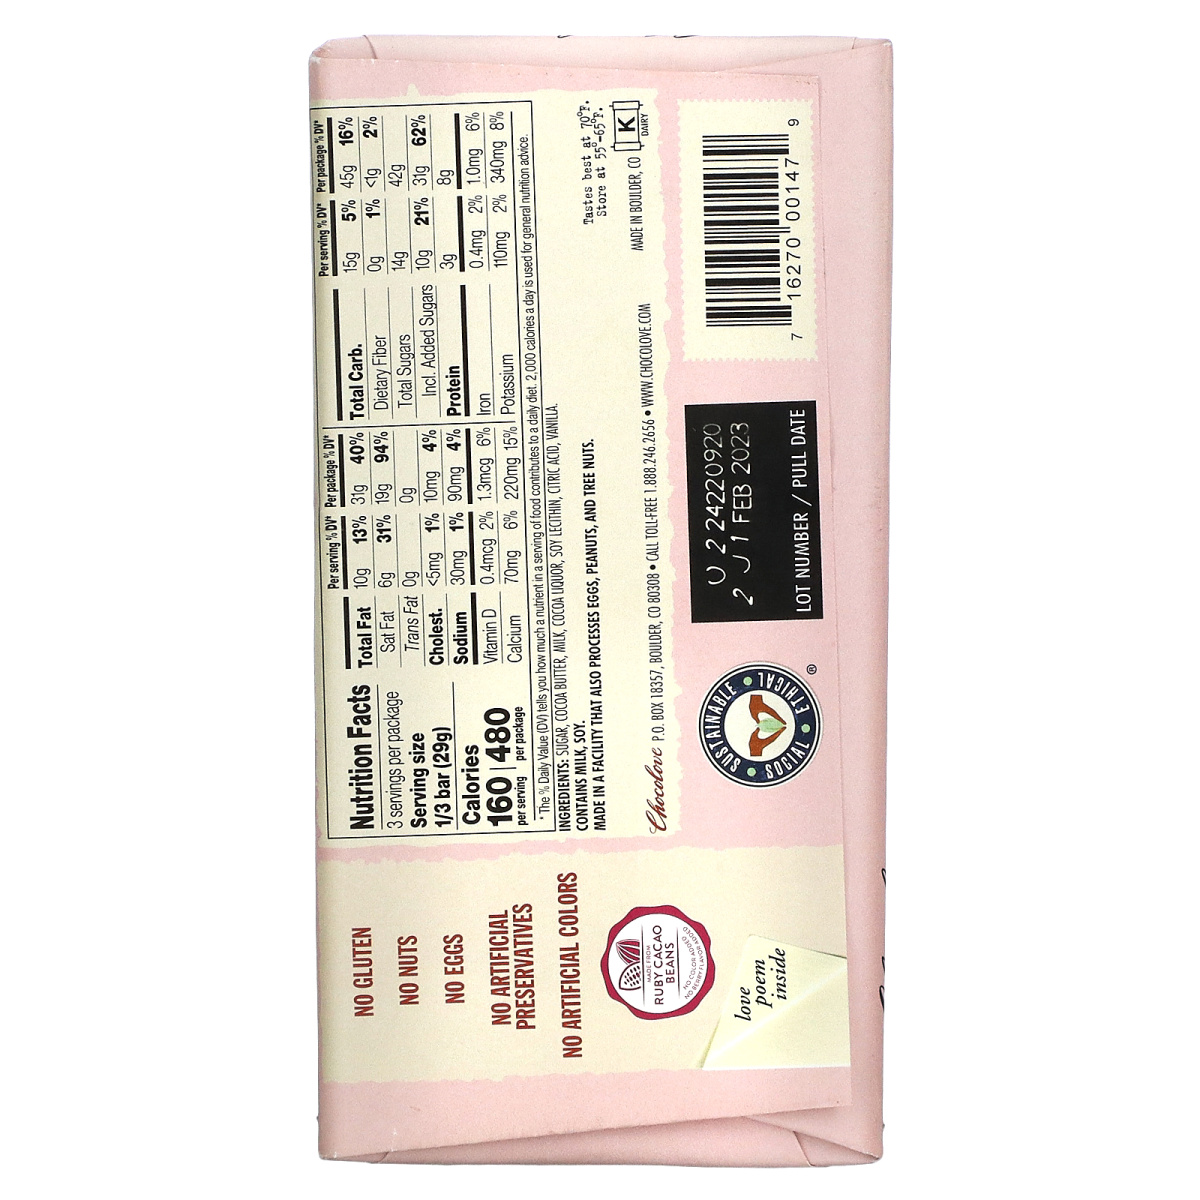 Nutrition Facts
3 servings per package
Serving size
1/3 bar (29g)
Calories
160 | 480
per serving per package
Per serving % DV* Per package % DV*
Total Fat 10g 13% 31g 40%
Sat Fat 6g 31% 19g 94%
Trans Fat 0g 0g
Cholest. <5mg 1% 10mg 4%
Sodium 30mg 1% 90mg 4%
Vitamin D 0.4mcg 2% 1.3mcg 6%
Calcium 70mg 6% 220mg 15%
Per serving % DV* Per package % DV*
Total Carb. 15g 5% 45g 16%
Dietary Fiber 0g 1% <1g 2%
Total Sugars 14g 42g
Incl. Added Sugars 10g 21% 31g 62%
Protein 3g 8g
Iron 0.4mg 2% 1.0mg 6%
Potassium 110mg 2% 340mg 8%
*The % Daily Value (DV) tells you how much a nutrient in a serving of food contributes to a daily diet. 2,000 calories a day is used for general nutrition advice.
INGREDIENTS: SUGAR, COCOA BUTTER, MILK, COCOA LIQUOR, SOY LECITHIN, CITRIC ACID, VANILLA.
CONTAINS MILK, SOY.
MADE IN A FACILITY THAT ALSO PROCESSES EGGS, PEANUTS, AND TREE NUTS.
Tastes best at 70°F.
Store at 55°-65°F.
Chocolove P.O. BOX 18357, BOULDER, CO 80308 • CALL TOLL-FREE 1.888.246.2656 • WWW.CHOCOLOVE.COM
MADE IN BOULDER, CO
K
DAIRY
NO GLUTEN
NO NUTS
NO EGGS
NO ARTIFICIAL
PRESERVATIVES
NO ARTIFICIAL COLORS
MADE FROM
RUBY CACAO
BEANS
NO COLOR ADDED
NO BERRY FLAVOR ADDED
love
poem
inside
SUSTAINABLE • ETHICAL • SOCIAL •
®
2 24220920
2 1 FEB 2023
LOT NUMBER / PULL DATE
7 16270 00147 9